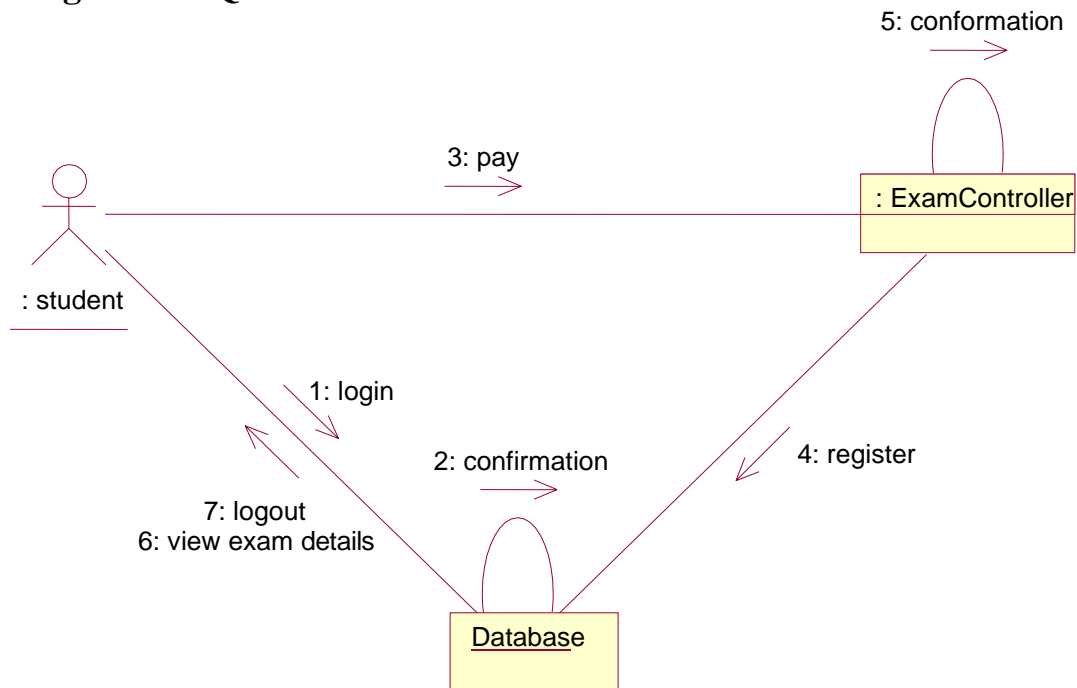 5: conformation
3: pay
: ExamController
: student
1: login
2: confirmation
4: register
7: logout
6: view exam details
Database